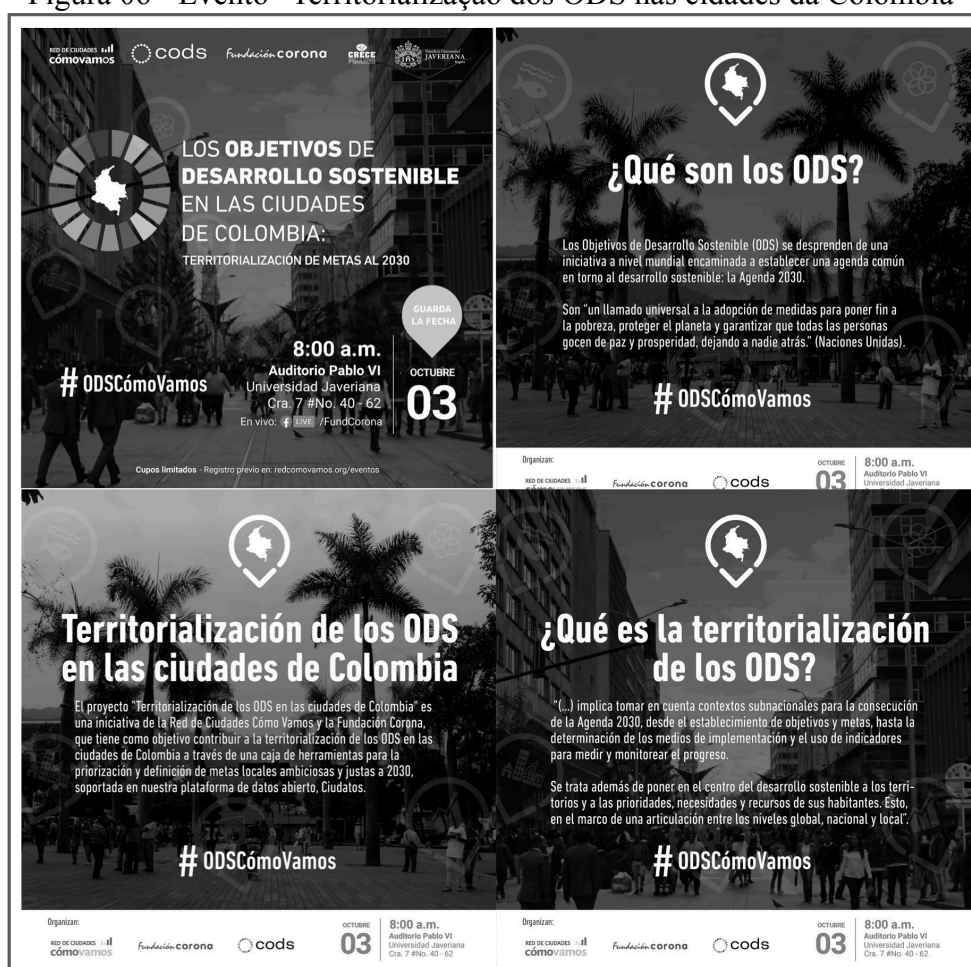 Figura 06 - Evento "Territorialização dos ODS nas cidades da Colômbia"
RED DE CIUDADES
cómovamos
cods
Fundación corona
CRECE
Pontificia Universidad
JAVERIANA
Bogotá
LOS OBJETIVOS DE
DESARROLLO SOSTENIBLE
EN LAS CIUDADES
DE COLOMBIA:
TERRITORIALIZACIÓN DE METAS AL 2030
GUARDA
LA FECHA
8:00 a.m.
Auditorio Pablo VI
Universidad Javeriana
Cra. 7 #No. 40 - 62
En vivo: f LIVE /FundCorona
OCTUBRE
03
# ODSCómoVamos
Cupos limitados - Registro previo en: redcomovamos.org/eventos
¿Qué son los ODS?
Los Objetivos de Desarrollo Sostenible (ODS) se desprenden de una
iniciativa a nivel mundial encaminada a establecer una agenda común
en torno al desarrollo sostenible: la Agenda 2030.
Son "un llamado universal a la adopción de medidas para poner fin a
la pobreza, proteger el planeta y garantizar que todas las personas
gocen de paz y prosperidad, dejando a nadie atrás." (Naciones Unidas).
# ODSCómoVamos
Organizan:
RED DE CIUDADES
cómovamos
Fundación corona
cods
OCTUBRE
03
8:00 a.m.
Auditorio Pablo VI
Universidad Javeriana
Territorialización de los ODS
en las ciudades de Colombia
El proyecto "Territorialización de los ODS en las ciudades de Colombia" es
una iniciativa de la Red de Ciudades Cómo Vamos y la Fundación Corona,
que tiene como objetivo contribuir a la territorialización de los ODS en las
ciudades de Colombia a través de una caja de herramientas para la
priorización y definición de metas locales ambiciosas y justas a 2030,
soportada en nuestra plataforma de datos abierto, Ciudatos.
# ODSCómoVamos
Organizan:
RED DE CIUDADES
cómovamos
Fundación corona
cods
OCTUBRE
03
8:00 a.m.
Auditorio Pablo VI
Universidad Javeriana
Cra. 7 #No. 40 - 62
¿Qué es la territorialización
de los ODS?
"(...) implica tomar en cuenta contextos subnacionales para la consecución
de la Agenda 2030, desde el establecimiento de objetivos y metas, hasta la
determinación de los medios de implementación y el uso de indicadores
para medir y monitorear el progreso.
Se trata además de poner en el centro del desarrollo sostenible a los terri-
torios y a las prioridades, necesidades y recursos de sus habitantes. Esto,
en el marco de una articulación entre los niveles global, nacional y local".
# ODSCómoVamos
Organizan:
RED DE CIUDADES
cómovamos
Fundación corona
cods
OCTUBRE
03
8:00 a.m.
Auditorio Pablo VI
Universidad Javeriana
Cra. 7 #No. 40 - 62